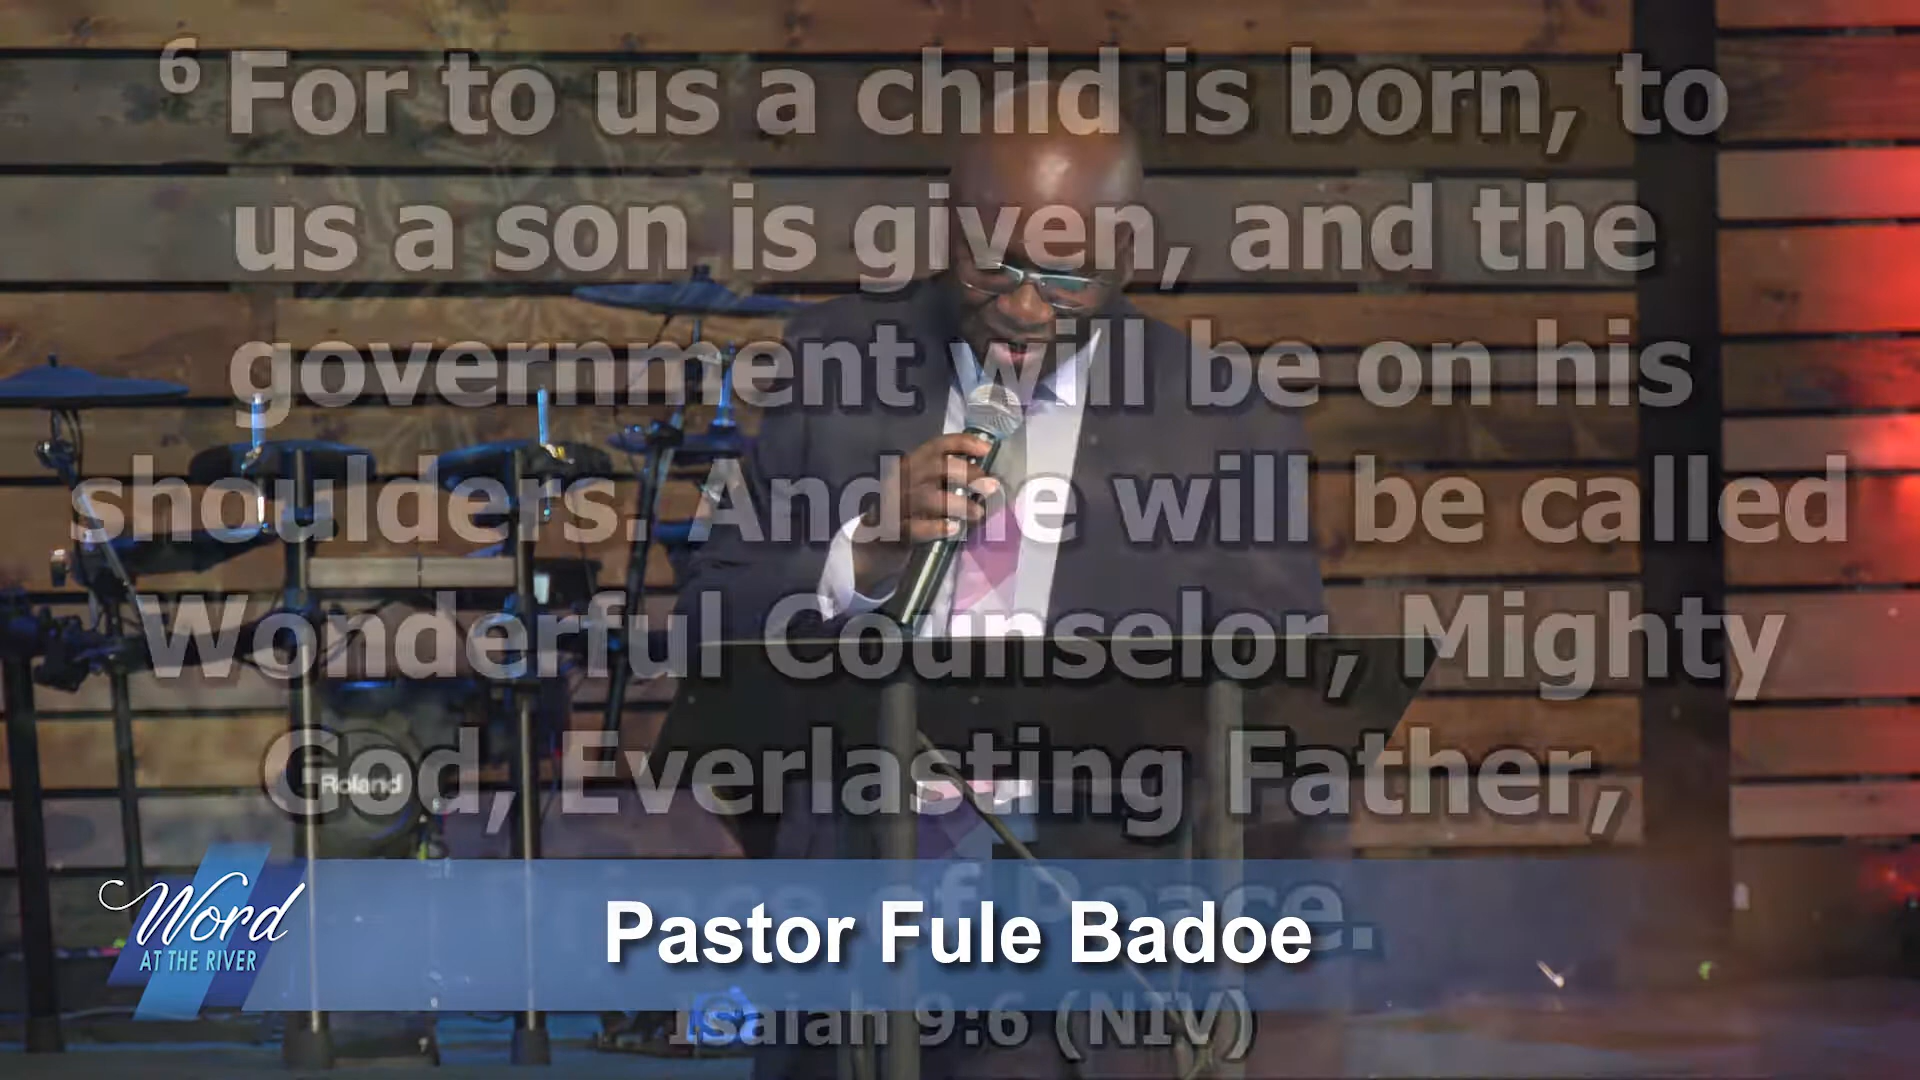 6 For to us a child is born, to
us a son is given, and the
government will be on his
shoulders. And he will be called
Wonderful Counselor, Mighty
God, Everlasting Father,
Roland
of Peace.
Word
AT THE RIVER
Pastor Fule Badoe
Isaiah 9:6 (NIV)